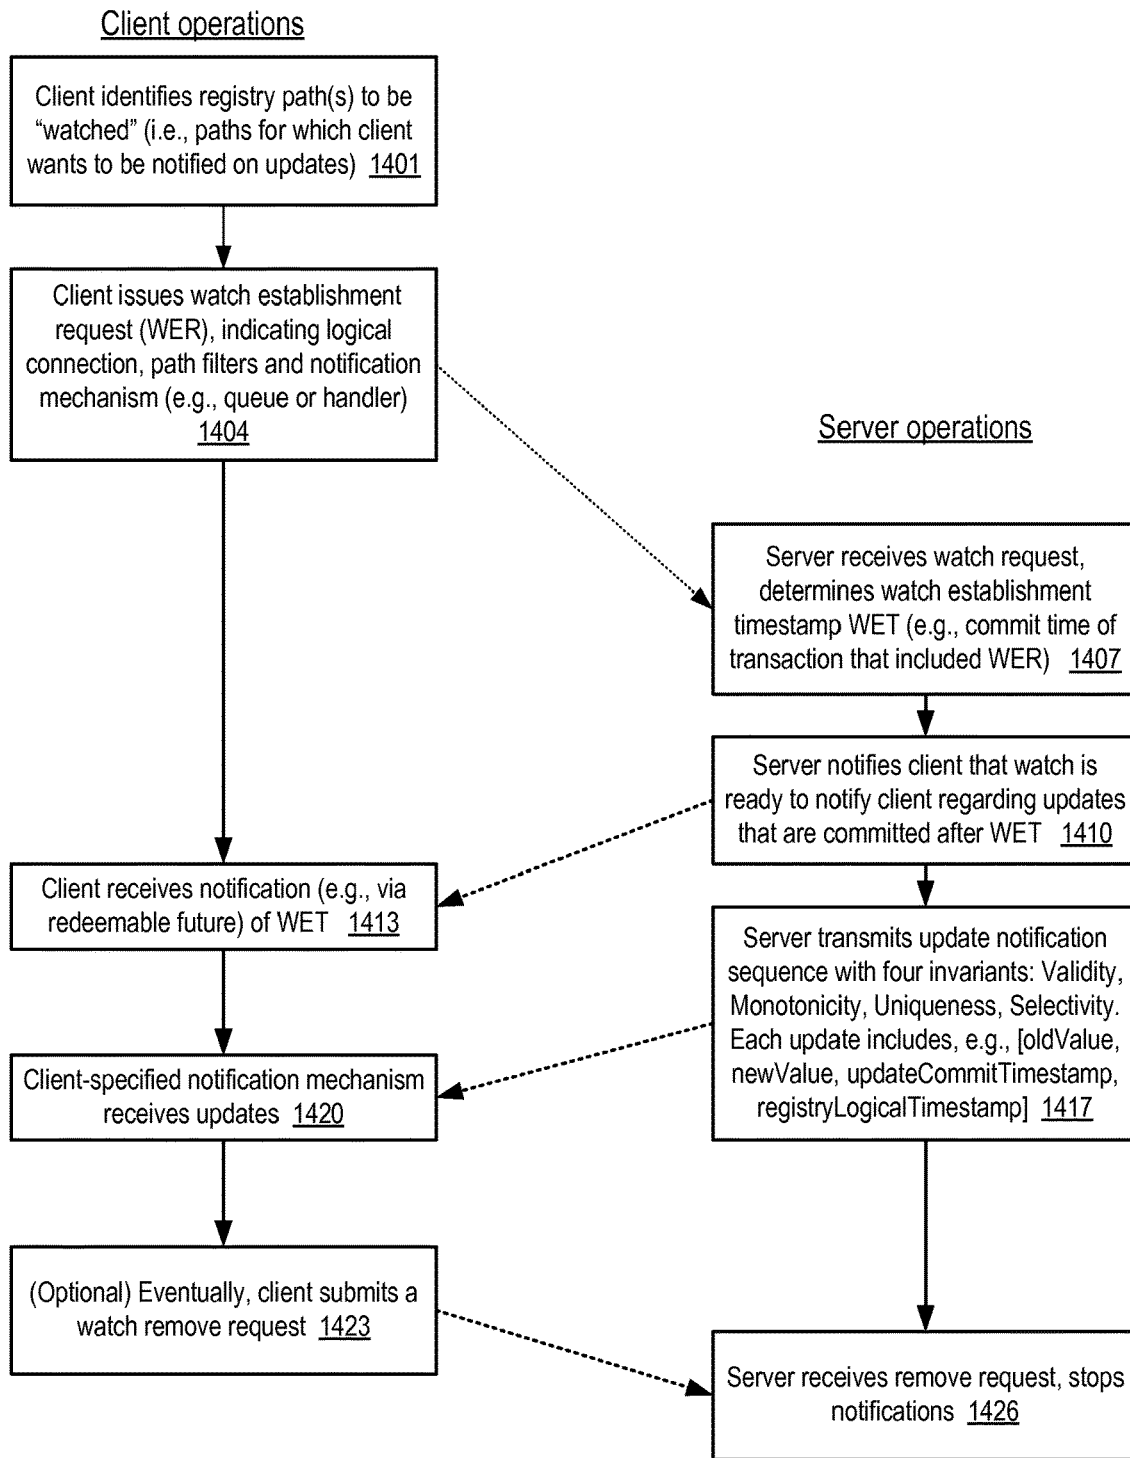 Client operations
Client identifies registry path(s) to be
“watched” (i.e., paths for which client
wants to be notified on updates) 1401
Client issues watch establishment
request (WER), indicating logical
connection, path filters and notification
mechanism (e.g., queue or handler)
1404
Server operations
Server receives watch request,
determines watch establishment
timestamp WET (e.g., commit time of
transaction that included WER) 1407
Server notifies client that watch is
ready to notify client regarding updates
that are committed after WET 1410
Client receives notification (e.g., via
redeemable future) of WET 1413
Server transmits update notification
sequence with four invariants: Validity,
Monotonicity, Uniqueness, Selectivity.
Each update includes, e.g., [oldValue,
newValue, updateCommitTimestamp,
registryLogicalTimestamp] 1417
Client-specified notification mechanism
receives updates 1420
(Optional) Eventually, client submits a
watch remove request 1423
Server receives remove request, stops
notifications 1426